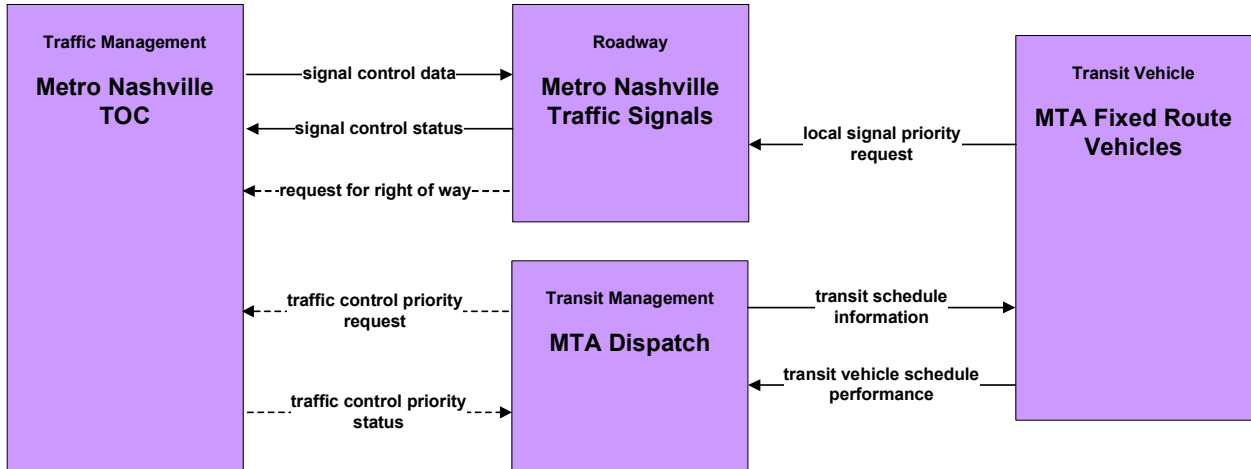 Traffic Management
Metro Nashville
TOC
signal control data
signal control status
request for right of way
traffic control priority
request
traffic control priority
status
Roadway
Metro Nashville
Traffic Signals
Transit Management
MTA Dispatch
local signal priority
request
transit schedule
information
transit vehicle schedule
performance
Transit Vehicle
MTA Fixed Route
Vehicles